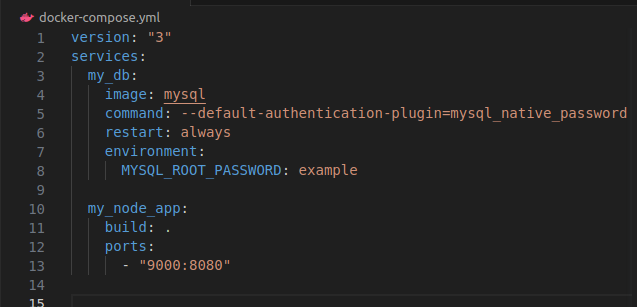 docker-compose.yml
1 version: "3"
2 services:
3 my_db:
4 image: mysql
5 command: --default-authentication-plugin=mysql_native_password
6 restart: always
7 environment:
8 MYSQL_ROOT_PASSWORD: example
9
10 my_node_app:
11 build: .
12 ports:
13 - "9000:8080"
14
15